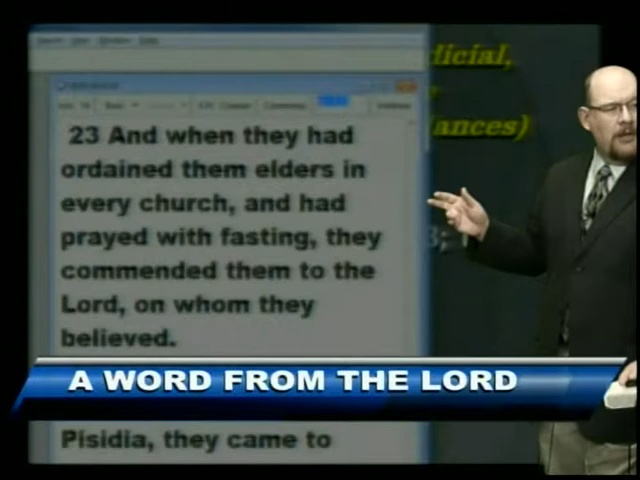 dicial,
ances)
23 And when they had
ordained them elders in
every church, and had
prayed with fasting, they
commended them to the
Lord, on whom they
believed.
A WORD FROM THE LORD
Pisidia, they came to